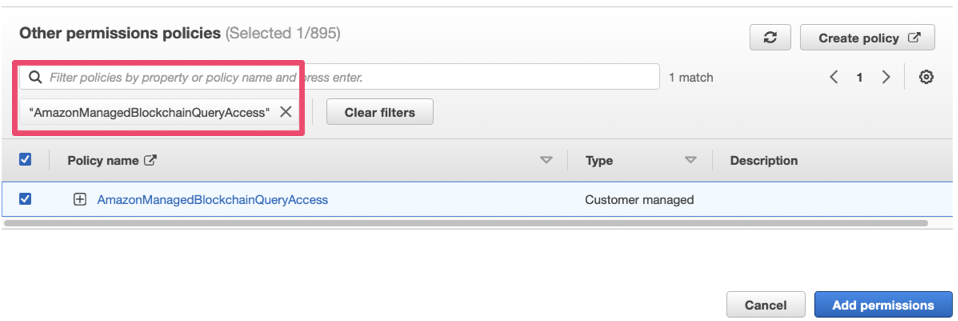 Other permissions policies (Selected 1/895)
Create policy
Filter policies by property or policy name and press enter.
1 match
1
"AmazonManagedBlockchainQueryAccess"
Clear filters
Policy name
Type
Description
AmazonManagedBlockchainQueryAccess
Customer managed
Cancel
Add permissions